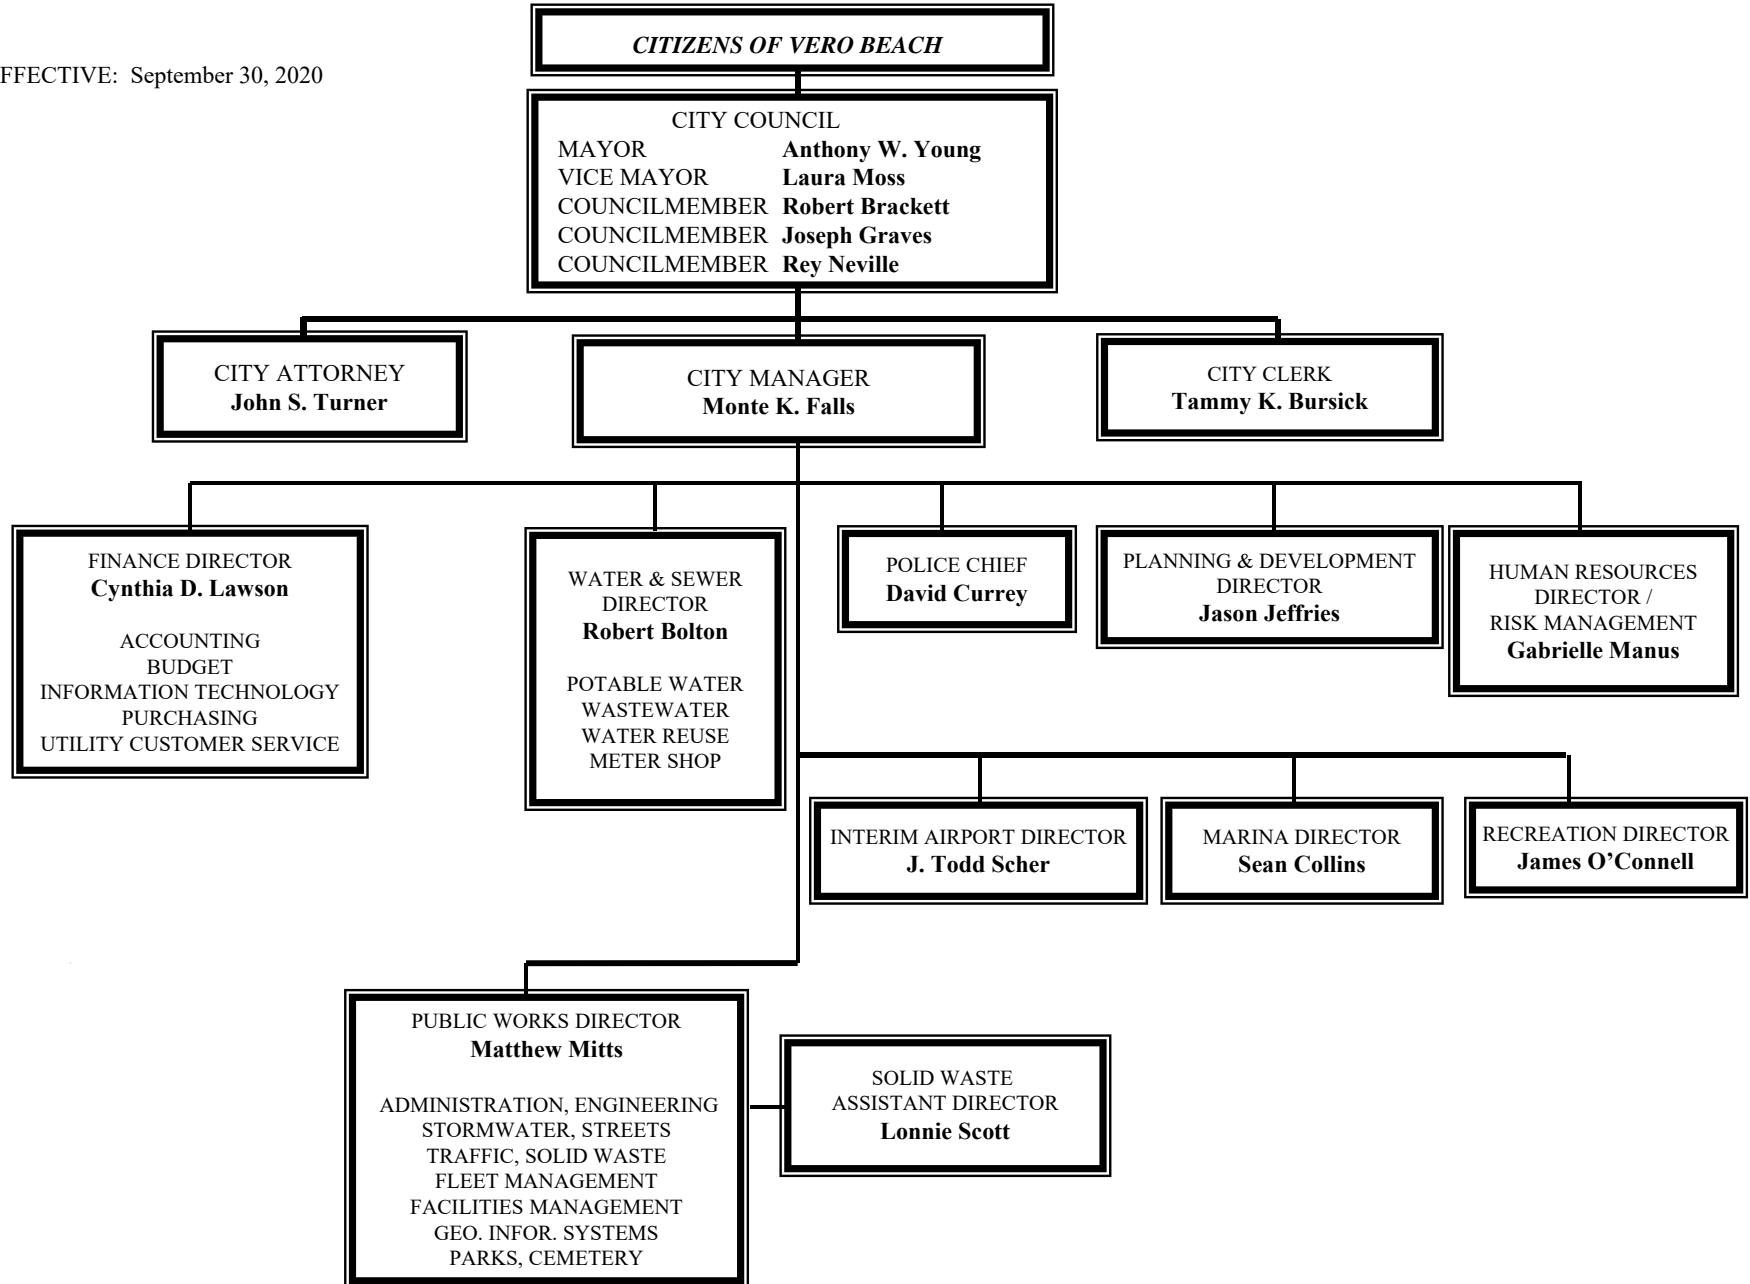 CITIZENS OF VERO BEACH
FFECTIVE: September 30, 2020
CITY COUNCIL
MAYOR Anthony W. Young
VICE MAYOR Laura Moss
COUNCILMEMBER Robert Brackett
COUNCILMEMBER Joseph Graves
COUNCILMEMBER Rey Neville
CITY ATTORNEY
John S. Turner
CITY MANAGER
Monte K. Falls
CITY CLERK
Tammy K. Bursick
FINANCE DIRECTOR
Cynthia D. Lawson
ACCOUNTING
BUDGET
INFORMATION TECHNOLOGY
PURCHASING
UTILITY CUSTOMER SERVICE
WATER & SEWER
DIRECTOR
Robert Bolton
POTABLE WATER
WASTEWATER
WATER REUSE
METER SHOP
POLICE CHIEF
David Currey
PLANNING & DEVELOPMENT
DIRECTOR
Jason Jeffries
HUMAN RESOURCES
DIRECTOR /
RISK MANAGEMENT
Gabrielle Manus
INTERIM AIRPORT DIRECTOR
J. Todd Scher
MARINA DIRECTOR
Sean Collins
RECREATION DIRECTOR
James O’Connell
PUBLIC WORKS DIRECTOR
Matthew Mitts
ADMINISTRATION, ENGINEERING
STORMWATER, STREETS
TRAFFIC, SOLID WASTE
FLEET MANAGEMENT
FACILITIES MANAGEMENT
GEO. INFOR. SYSTEMS
PARKS, CEMETERY
SOLID WASTE
ASSISTANT DIRECTOR
Lonnie Scott